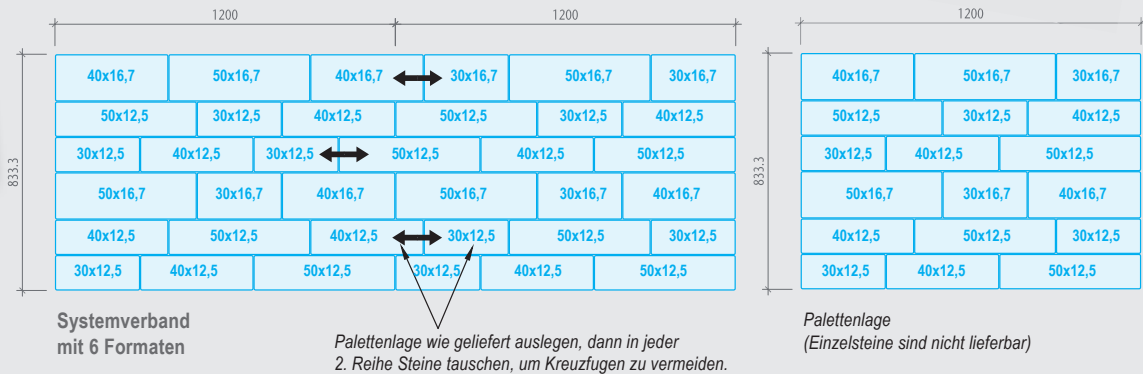 1200 1200 1200
833.3
40x16,7 50x16,7 40x16,7 30x16,7 50x16,7 30x16,7
50x12,5 30x12,5 40x12,5 50x12,5 30x12,5 40x12,5
30x12,5 40x12,5 30x12,5 50x12,5 40x12,5 50x12,5
50x16,7 30x16,7 40x16,7 50x16,7 30x16,7 40x16,7
40x12,5 50x12,5 40x12,5 30x12,5 50x12,5 30x12,5
30x12,5 40x12,5 50x12,5 30x12,5 40x12,5 50x12,5
833.3
40x16,7 50x16,7 30x16,7
50x12,5 30x12,5 40x12,5
30x12,5 40x12,5 50x12,5
50x16,7 30x16,7 40x16,7
40x12,5 50x12,5 30x12,5
30x12,5 40x12,5 50x12,5
Systemverband
mit 6 Formaten
Palettenlage wie geliefert auslegen, dann in jeder
2. Reihe Steine tauschen, um Kreuzfugen zu vermeiden.
Palettenlage
(Einzelsteine sind nicht lieferbar)